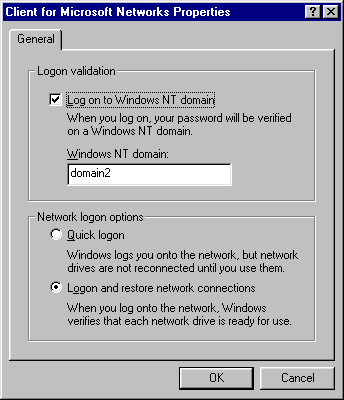 Client for Microsoft Networks Properties
General
Logon validation
Log on to Windows NT domain
When you log on, your password will be verified
on a Windows NT domain.
Windows NT domain:
domain2
Network logon options
Quick logon
Windows logs you onto the network, but network
drives are not reconnected until you use them.
Logon and restore network connections
When you log onto the network, Windows
verifies that each network drive is ready for use.
OK
Cancel